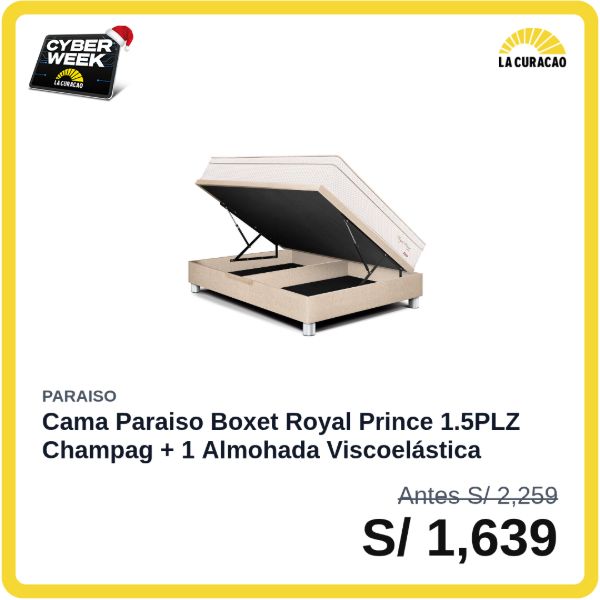 CYBER
WEEK
LA CURACAO
LA CURACAO
PARAISO
Cama Paraiso Boxet Royal Prince 1.5PLZ
Champag + 1 Almohada Viscoelástica
Antes S/ 2,259
S/ 1,639